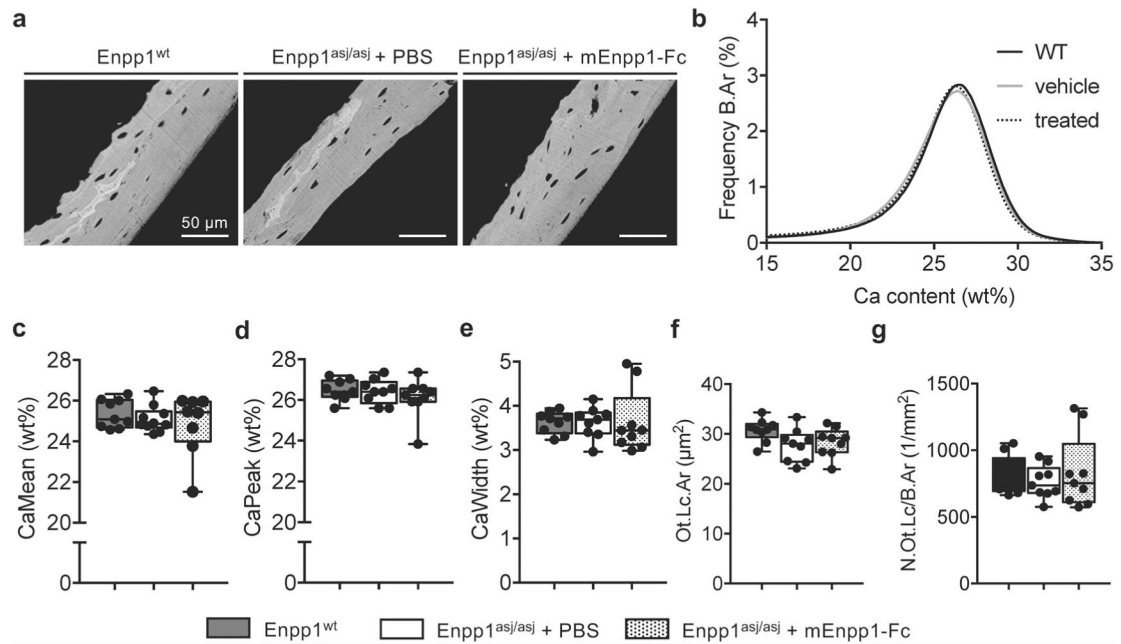 a
Enpp1wt
Enpp1asj/asj + PBS
Enpp1asj/asj + mEnpp1-Fc
50 µm
b
Frequency B.Ar (%)
4
3
2
1
0
15 20 25 30 35
Ca content (wt%)
WT
vehicle
treated
c
CaMean (wt%)
28
26
24
22
20
0
d
CaPeak (wt%)
28
26
24
22
20
0
e
CaWidth (wt%)
5
4
3
2
1
0
f
Ot.Lc.Ar (µm²)
40
30
20
10
0
g
N.Ot.Lc/B.Ar (1/mm²)
1500
1000
500
0
Enpp1wt Enpp1asj/asj + PBS Enpp1asj/asj + mEnpp1-Fc